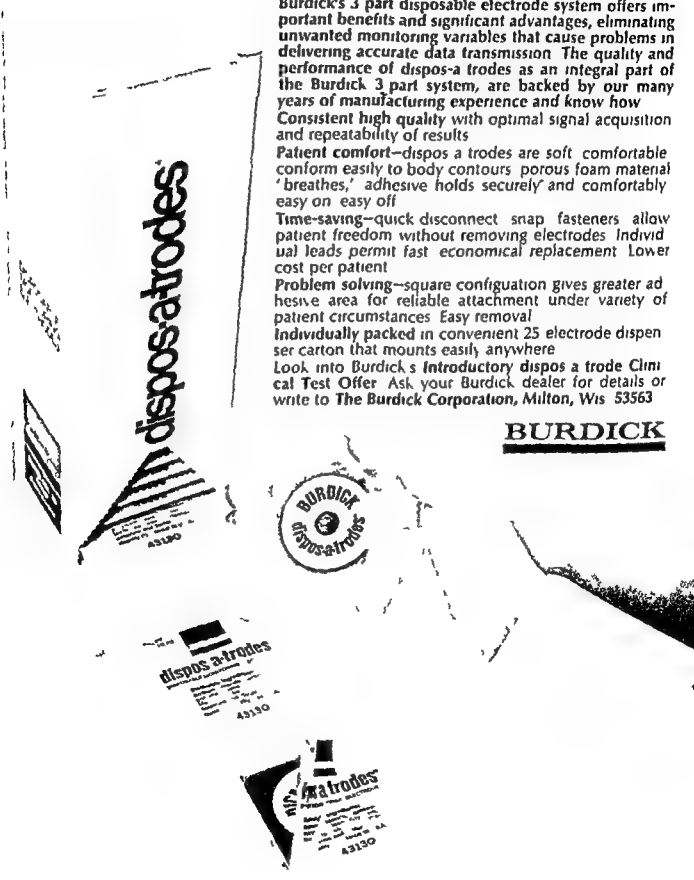 Burdick's 3 part disposable electrode system offers im-
portant benefits and significant advantages, eliminating
unwanted monitoring variables that cause problems in
delivering accurate data transmission The quality and
performance of dispos-a trodes as an integral part of
the Burdick 3 part system, are backed by our many
years of manufacturing experience and know how
Consistent high quality with optimal signal acquisition
and repeatability of results
Patient comfort—dispos a trodes are soft comfortable
conform easily to body contours porous foam material
'breathes,' adhesive holds securely and comfortably
easy on easy off
Time-saving—quick disconnect snap fasteners allow
patient freedom without removing electrodes Individ
ual leads permit fast economical replacement Lower
cost per patient
Problem solving—square configuation gives greater ad
hesive area for reliable attachment under variety of
patient circumstances Easy removal
Individually packed in convenient 25 electrode dispen
ser carton that mounts easily anywhere
Look into Burdick s Introductory dispos a trode Clini
cal Test Offer Ask your Burdick dealer for details or
write to The Burdick Corporation, Milton, Wis 53563
BURDICK
dispos-a-trodes
43130
BURDICK
dispos-a-trodes
dispos a-trodes
43130
a trodes
43130